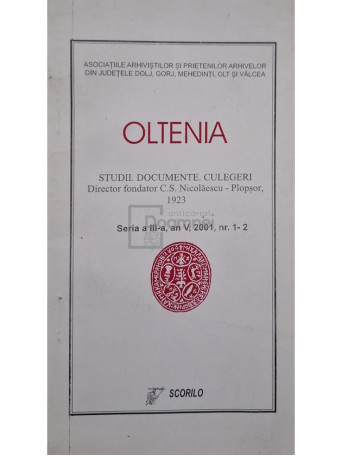 ASOCIAȚIILE ARHIVIȘTILOR ȘI PRIETENILOR ARHIVELOR
DIN JUDEȚELE DOLJ, GORJ, MEHEDINȚI, OLT ȘI VÂLCEA
OLTENIA
STUDII. DOCUMENTE. CULEGERI
Director fondator C.S. Nicolăescu - Plopșor,
1923
Seria a III-a, an V, 2001, nr. 1- 2
SCORILO